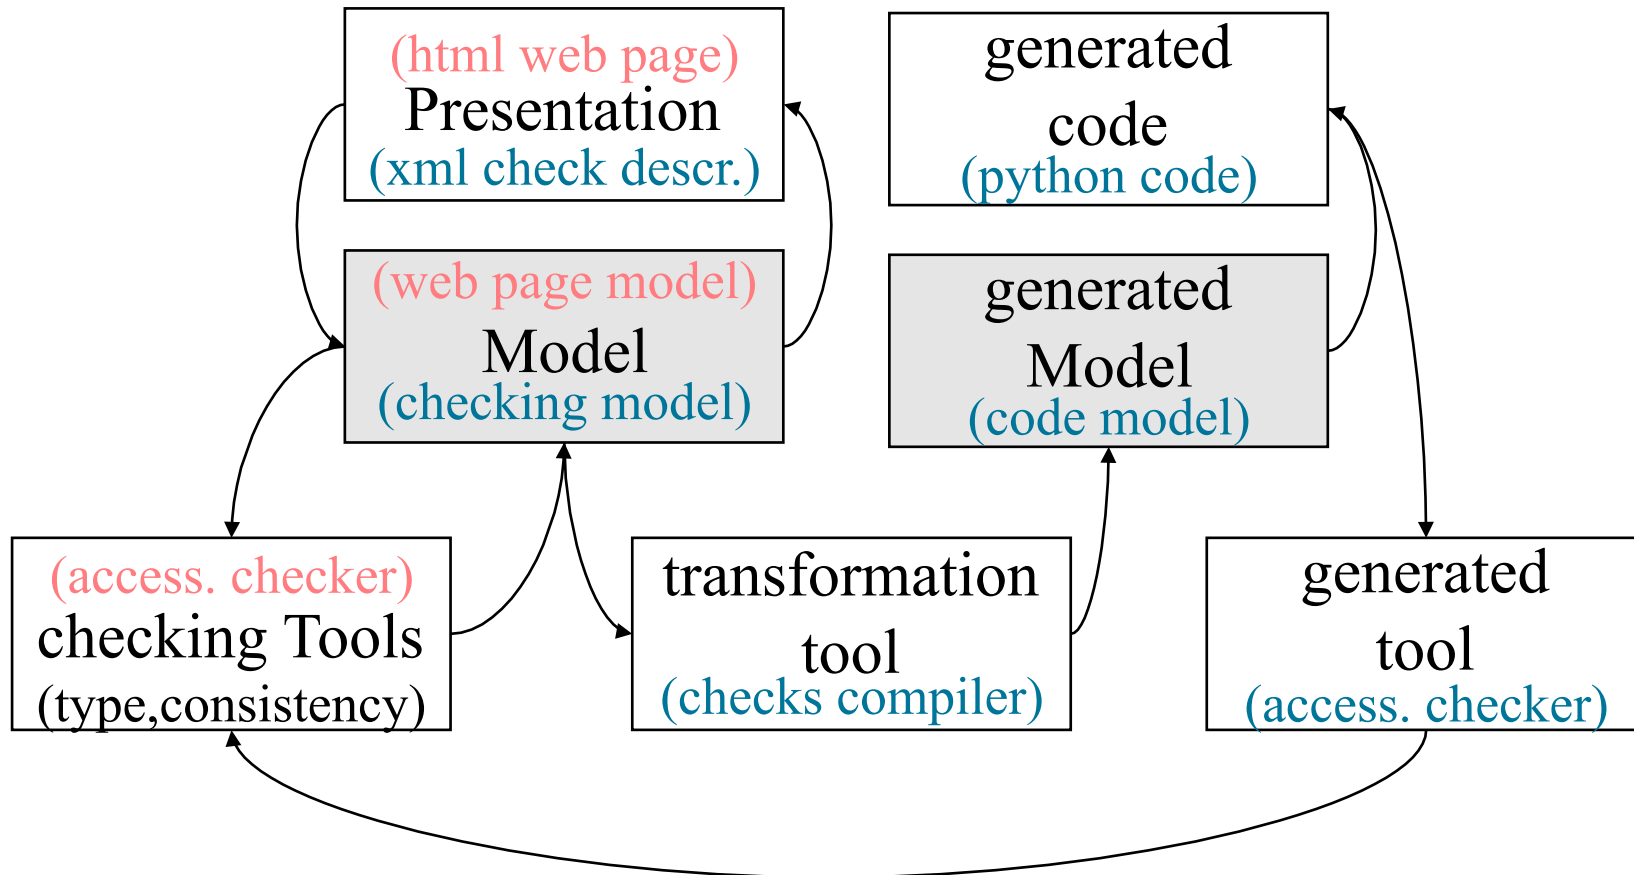 (html web page)
Presentation
(xml check descr.)
generated
code
(python code)
(web page model)
Model
(checking model)
generated
Model
(code model)
(access. checker)
checking Tools
(type,consistency)
transformation
tool
(checks compiler)
generated
tool
(access. checker)